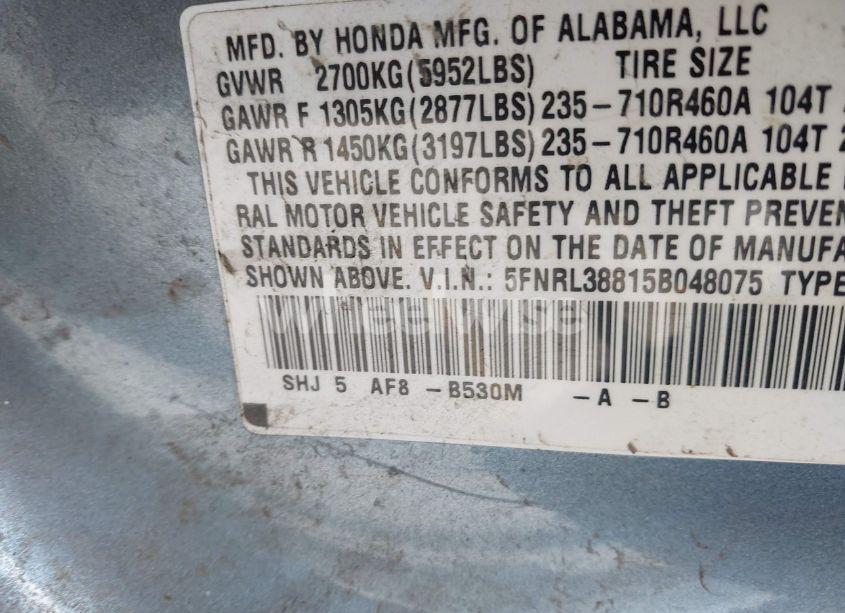 MFD. BY HONDA MFG. OF ALABAMA, LLC
GVWR 2700KG(5952LBS) TIRE SIZE
GAWR F 1305KG(2877LBS) 235-710R460A 104T
GAWR R 1450KG(3197LBS) 235-710R460A 104T 2
THIS VEHICLE CONFORMS TO ALL APPLICABLE
RAL MOTOR VEHICLE SAFETY AND THEFT PREVEN
STANDARDS IN EFFECT ON THE DATE OF MANUFA
SHOWN ABOVE. V.I.N.: 5FNRL38815B048075 TYPE
WheelWise
SHJ 5 AF8 -B530M -A -B